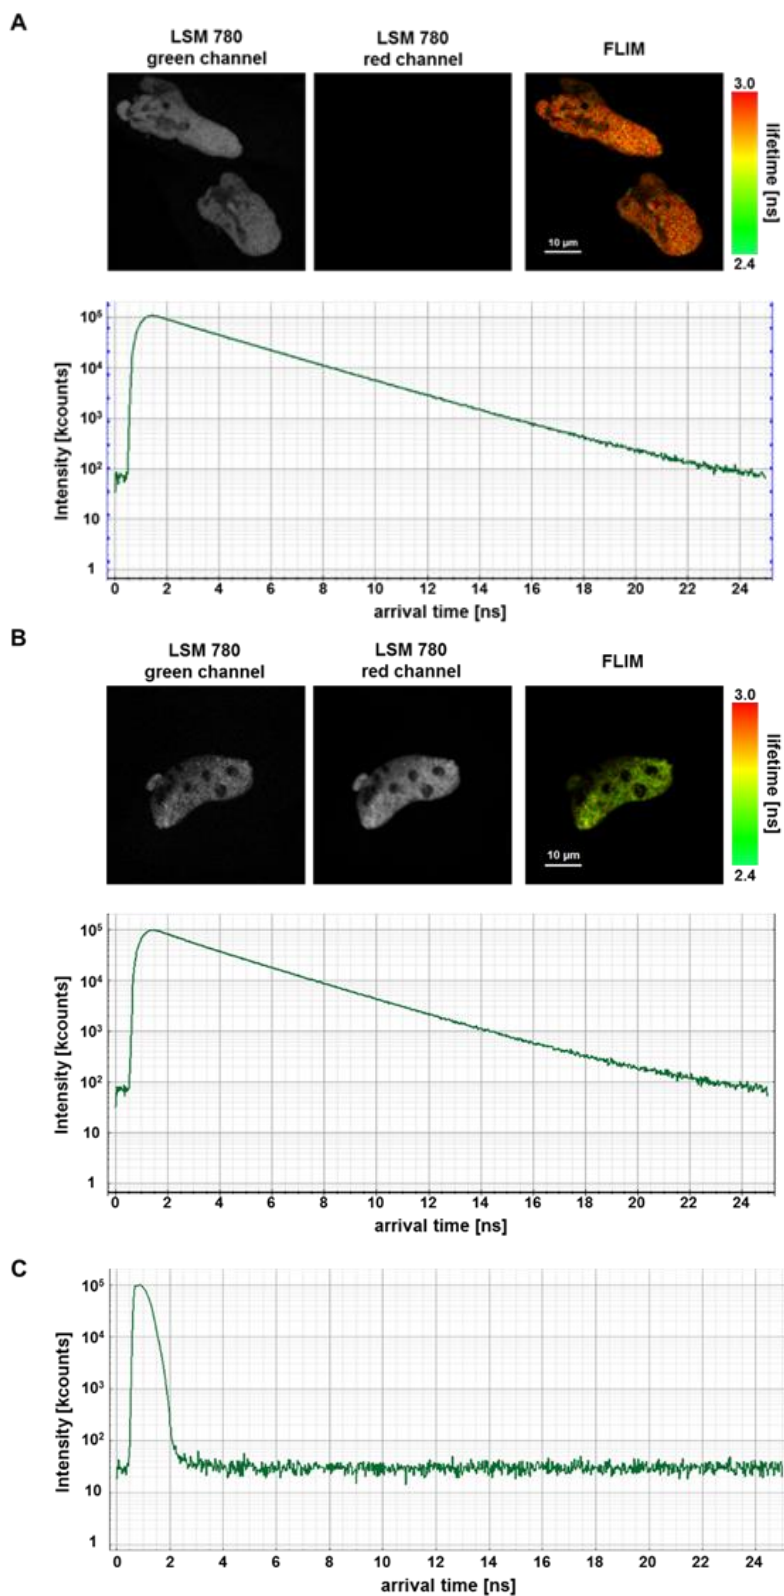 A
LSM 780
green channel
LSM 780
red channel
FLIM
3.0
lifetime [ns]
2.4
10 µm
Intensity [kcounts]
10⁵
10⁴
10³
10²
10
1
0 2 4 6 8 10 12 14 16 18 20 22 24
arrival time [ns]
B
LSM 780
green channel
LSM 780
red channel
FLIM
3.0
lifetime [ns]
2.4
10 µm
Intensity [kcounts]
10⁵
10⁴
10³
10²
10
1
0 2 4 6 8 10 12 14 16 18 20 22 24
arrival time [ns]
C
Intensity [kcounts]
10⁵
10⁴
10³
10²
10
1
0 2 4 6 8 10 12 14 16 18 20 22 24
arrival time [ns]